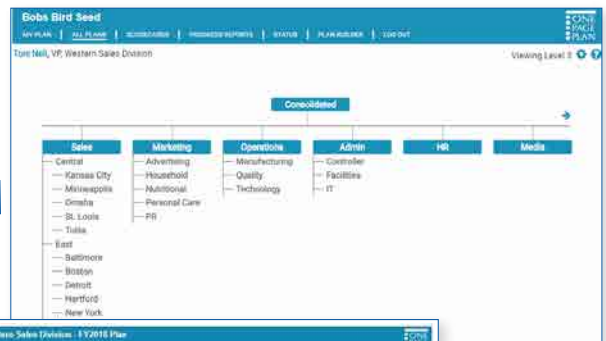 Bobs Bird Seed
MY PLAN | ALL PLANS | SCORECARDS | PROGRESS REPORTS | STATUS | PLAN BUILDER | LOG OUT
ONE PAGE PLAN
Tom Nell, VP, Western Sales Division
Viewing Level 3
Consolidated
Sales Marketing Operations Admin HR Media
Central Advertising Manufacturing Controller
Kansas City Household Quality Facilities
Minneapolis Nutritional Technology IT
Omaha Personal Care
St. Louis PR
Tulsa
East
Baltimore
Boston
Detroit
Hartford
New York
Sales Division - FY2018 Plan
ONE